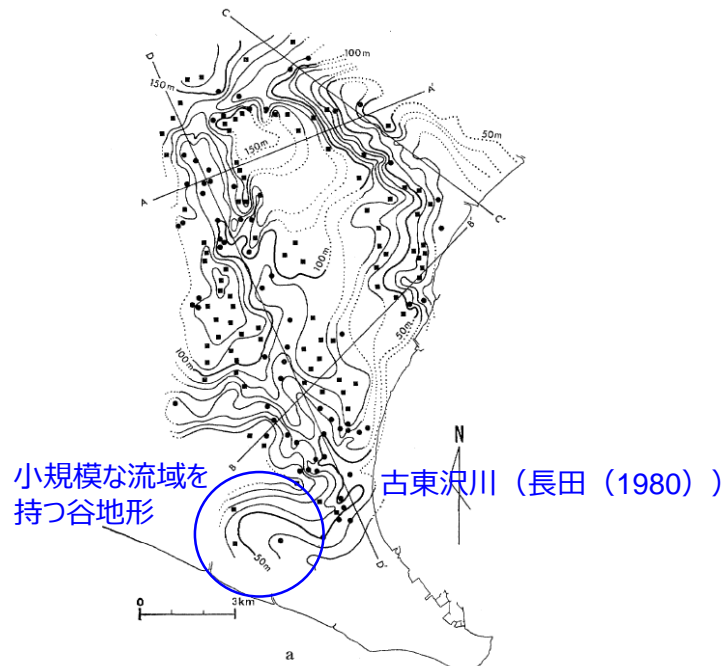 C
100m
D
150m
A'
50m
150m
A
C'
B'
100m
50m
100m
B
N
小規模な流域を
持つ谷地形
古東沢川（長田（1980））
50m
D'
0
3km
a